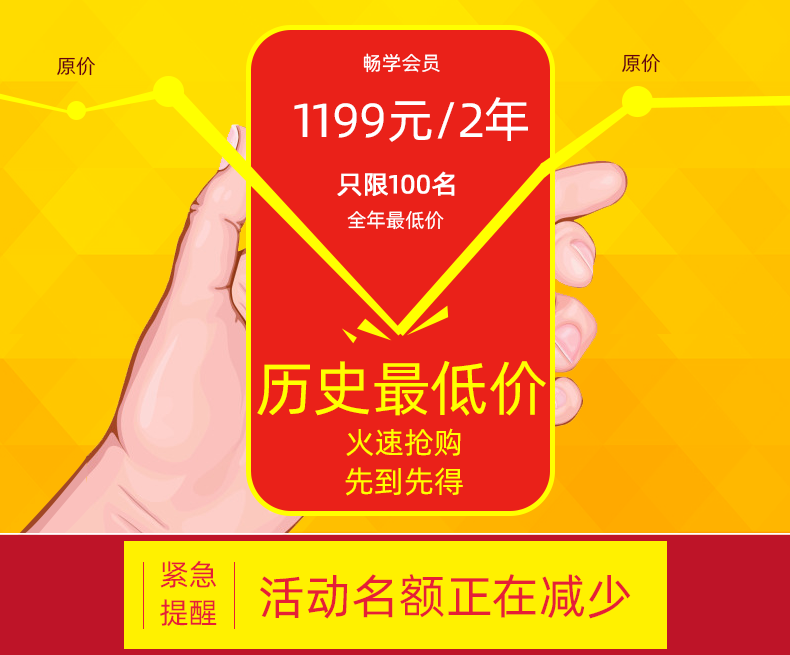 原价
原价
畅学会员
1199元/2年
只限100名
全年最低价
历史最低价
火速抢购
先到先得
紧急
提醒
活动名额正在减少